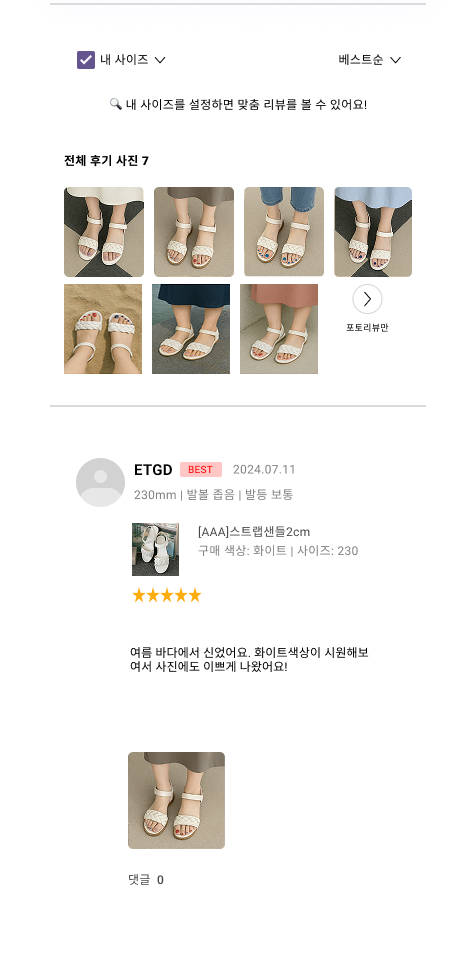 내 사이즈
베스트순
내 사이즈를 설정하면 맞춤 리뷰를 볼 수 있어요!
전체 후기 사진 7
포토리뷰만
ETGD BEST 2024.07.11
230mm | 발볼 좁음 | 발등 보통
[AAA]스트랩샌들2cm
구매 색상: 화이트 | 사이즈: 230
여름 바다에서 신었어요. 화이트색상이 시원해보
여서 사진에도 이쁘게 나왔어요!
댓글 0